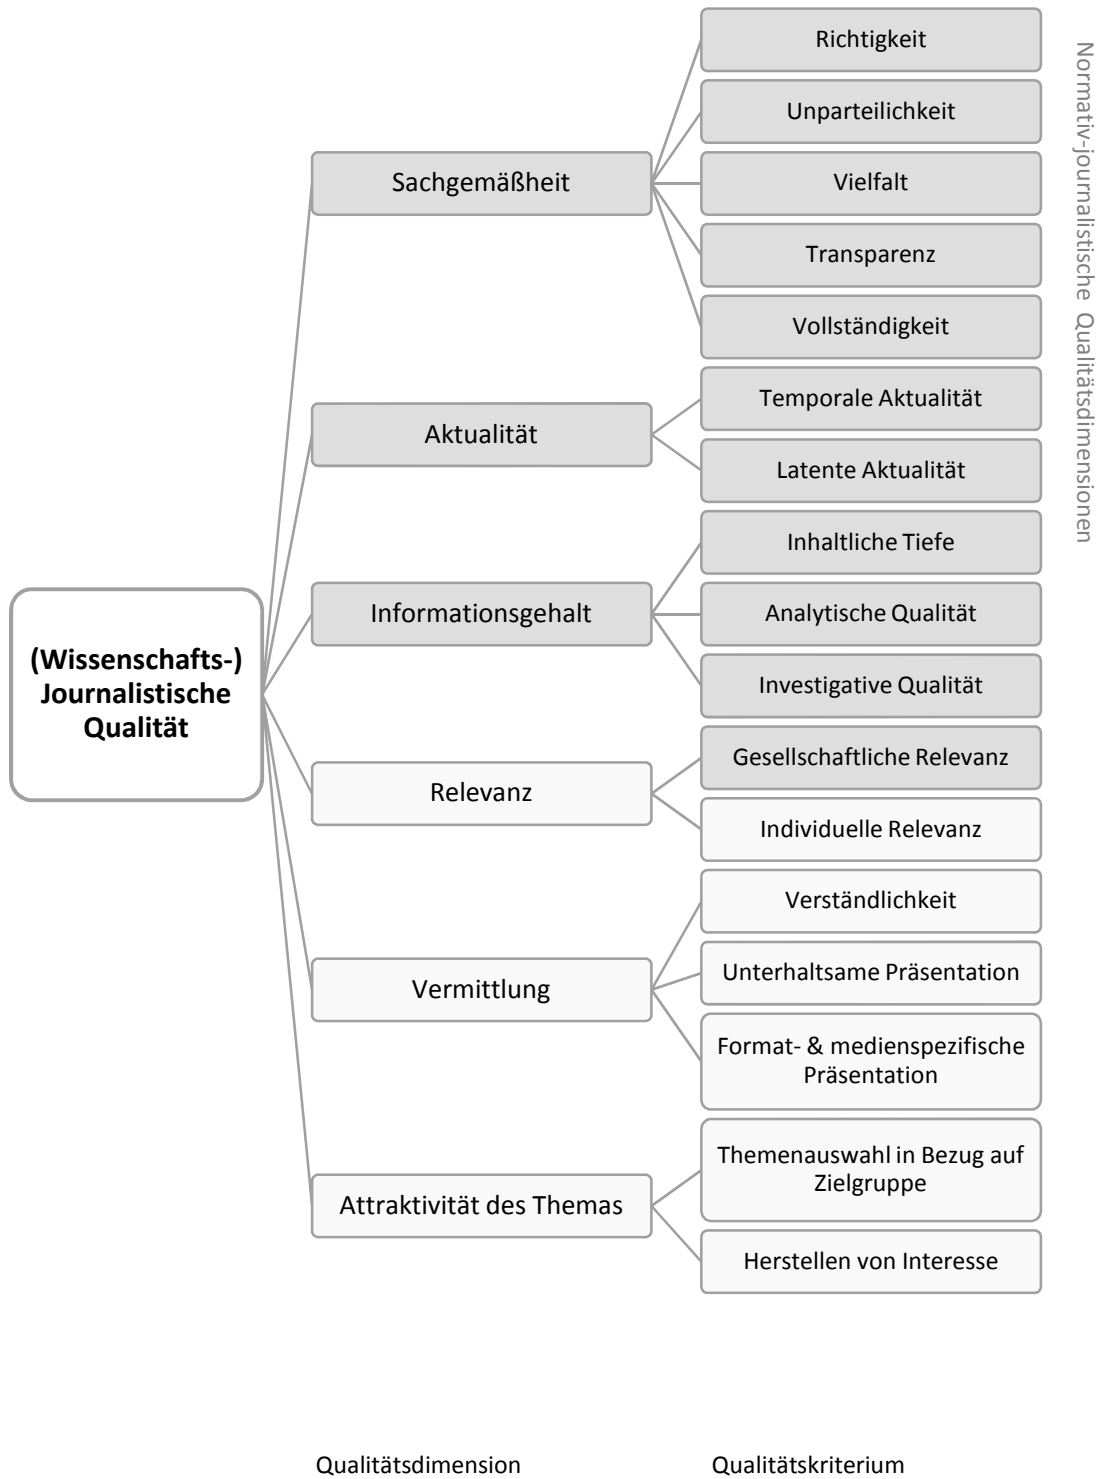 Richtigkeit
Unparteilichkeit
Sachgemäßheit
Vielfalt
Transparenz
Vollständigkeit
Temporale Aktualität
Aktualität
Latente Aktualität
Inhaltliche Tiefe
Informationsgehalt
Analytische Qualität
Investigative Qualität
(Wissenschafts-)
Journalistische
Qualität
Gesellschaftliche Relevanz
Relevanz
Individuelle Relevanz
Verständlichkeit
Vermittlung
Unterhaltsame Präsentation
Format- & medienspezifische
Präsentation
Themenauswahl in Bezug auf
Zielgruppe
Attraktivität des Themas
Herstellen von Interesse
Normativ-journalistische Qualitätsdimensionen
Qualitätsdimension
Qualitätskriterium